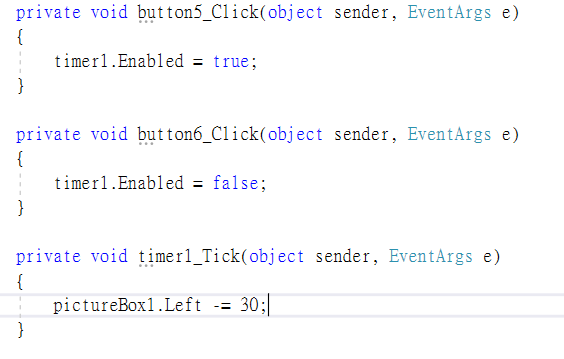 private void button5_Click(object sender, EventArgs e)
{
timer1.Enabled = true;
}
private void button6_Click(object sender, EventArgs e)
{
timer1.Enabled = false;
}
private void timer1_Tick(object sender, EventArgs e)
{
pictureBox1.Left -= 30;
}